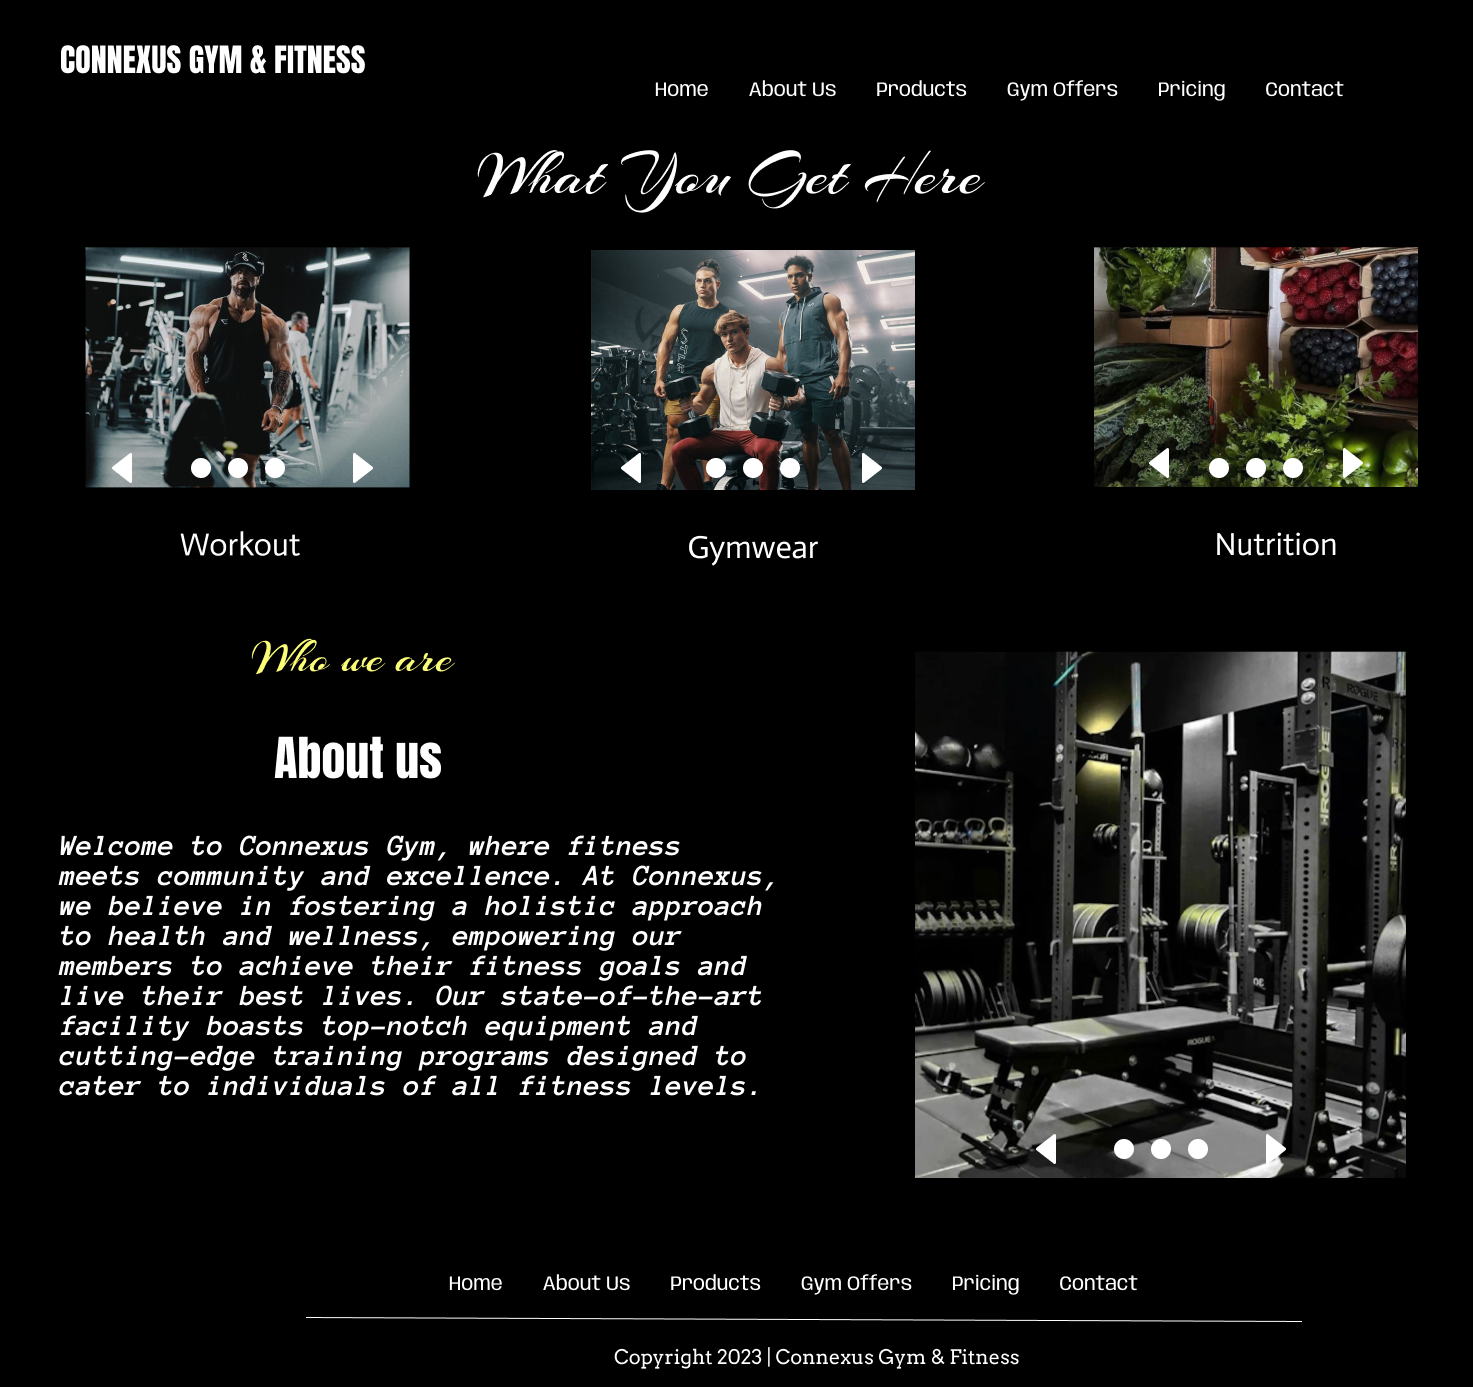 CONNEXUS GYM & FITNESS
Home About Us Products Gym Offers Pricing Contact
What You Get Here
Workout
Gymwear
Nutrition
Who we are
About us
Welcome to Connexus Gym, where fitness
meets community and excellence. At Connexus,
we believe in fostering a holistic approach
to health and wellness, empowering our
members to achieve their fitness goals and
live their best lives. Our state-of-the-art
facility boasts top-notch equipment and
cutting-edge training programs designed to
cater to individuals of all fitness levels.
R ROGUE
ROGUE
ROGUE
Home About Us Products Gym Offers Pricing Contact
Copyright 2023 | Connexus Gym & Fitness